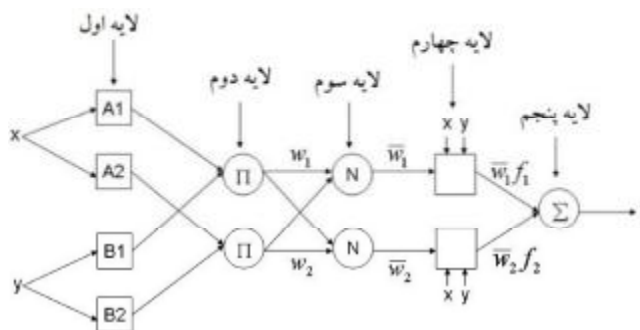 لایه اول
لایه دوم
لایه سوم
لایه چهارم
لایه پنجم
x
y
A1
A2
B1
B2
Π
Π
w₁
w₂
N
N
w̅₁
w̅₂
x y
x y
w̅₁f₁
w̅₂f₂
Σ